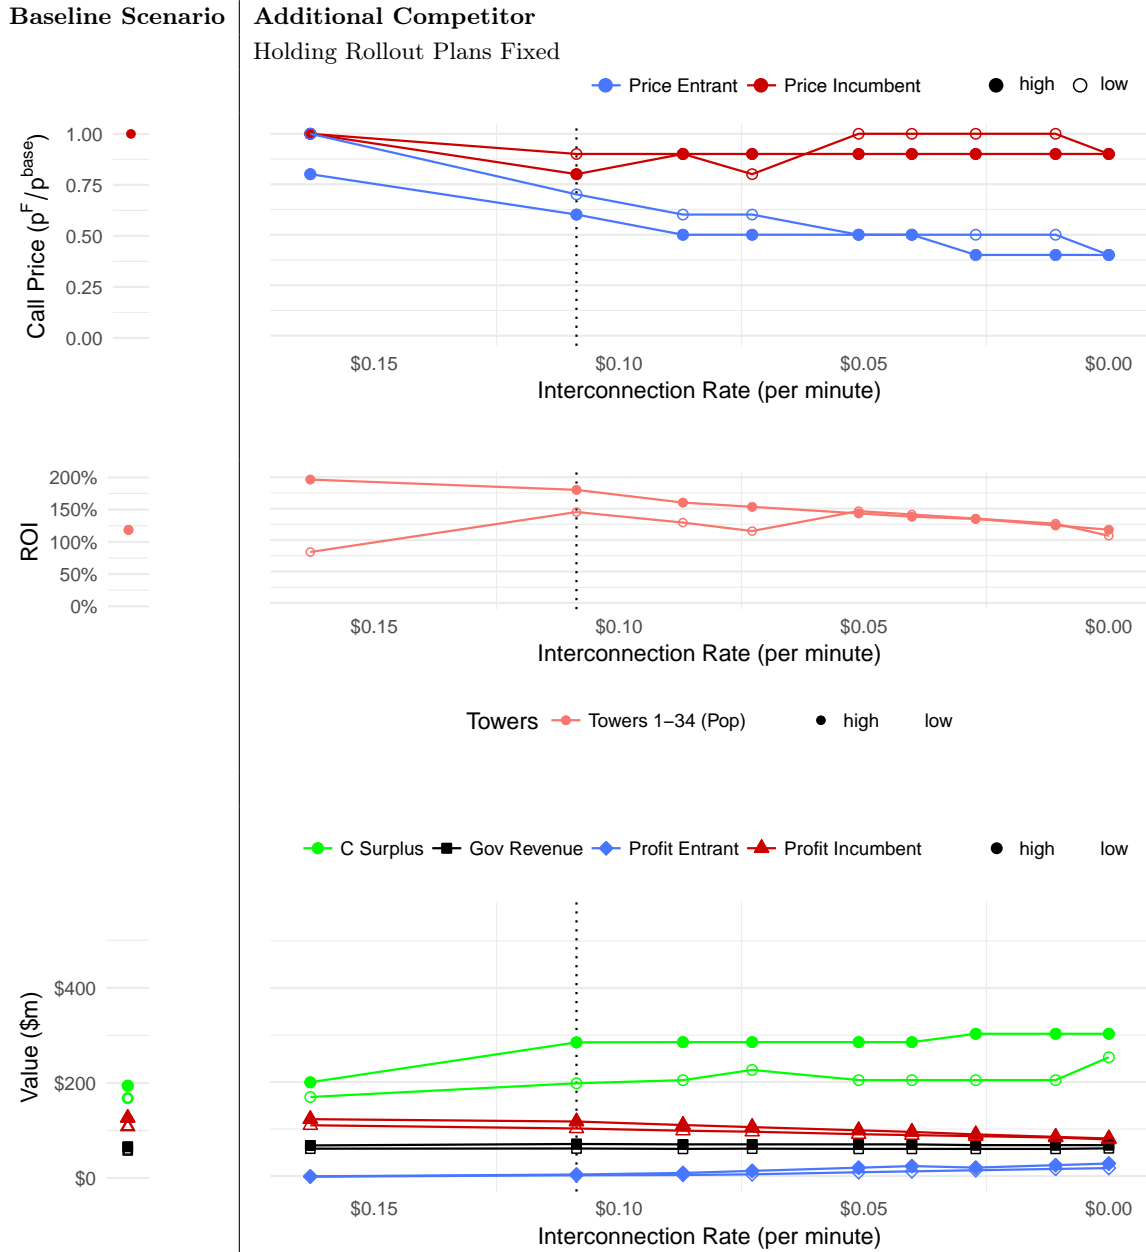 Baseline Scenario
Additional Competitor
Holding Rollout Plans Fixed
Price Entrant Price Incumbent high low
Call Price (p^F/p^base)
1.00
0.75
0.50
0.25
0.00
$0.15 $0.10 $0.05 $0.00
Interconnection Rate (per minute)
ROI
200%
150%
100%
50%
0%
$0.15 $0.10 $0.05 $0.00
Interconnection Rate (per minute)
Towers Towers 1−34 (Pop) high low
C Surplus Gov Revenue Profit Entrant Profit Incumbent high low
Value ($m)
$400
$200
$0
$0.15 $0.10 $0.05 $0.00
Interconnection Rate (per minute)